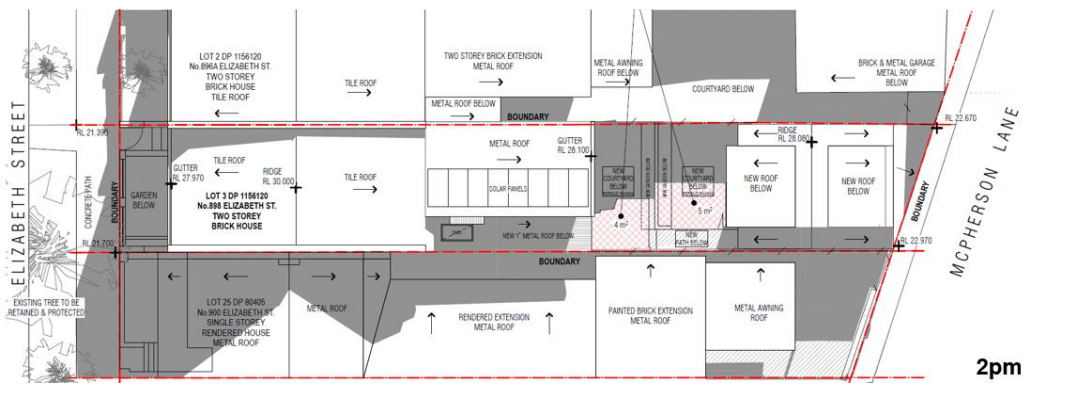 ELIZABETH STREET
EXISTING TREE TO BE
RETAINED & PROTECTED
CONCRETE PATH
BOUNDARY
RL 21.390
RL 21.700
GARDEN
BELOW
LOT 2 DP 1156120
No.896A ELIZABETH ST.
TWO STOREY
BRICK HOUSE
TILE ROOF
TILE ROOF
TWO STOREY BRICK EXTENSION
METAL ROOF
METAL ROOF BELOW
METAL AWNING
ROOF BELOW
COURTYARD BELOW
BRICK & METAL GARAGE
METAL ROOF
BELOW
BOUNDARY
RL 22.670
GUTTER
RL 27.970
TILE ROOF
RIDGE
RL 30.000
LOT 3 DP 1156120
No.898 ELIZABETH ST.
TWO STOREY
BRICK HOUSE
TILE ROOF
METAL ROOF
SOLAR PANELS
NEW 1° METAL ROOF BELOW
GUTTER
RL 28.100
NEW
COURTYARD
BELOW
4 m²
NEW
COURTYARD
BELOW
5 m²
NEW
PATH BELOW
RIDGE
RL 28.080
NEW ROOF
BELOW
NEW ROOF
BELOW
BOUNDARY
RL 22.970
MCPHERSON LANE
BOUNDARY
LOT 25 DP 80405
No.900 ELIZABETH ST.
SINGLE STOREY
RENDERED HOUSE
METAL ROOF
METAL ROOF
RENDERED EXTENSION
METAL ROOF
PAINTED BRICK EXTENSION
METAL ROOF
METAL AWNING
ROOF
2pm